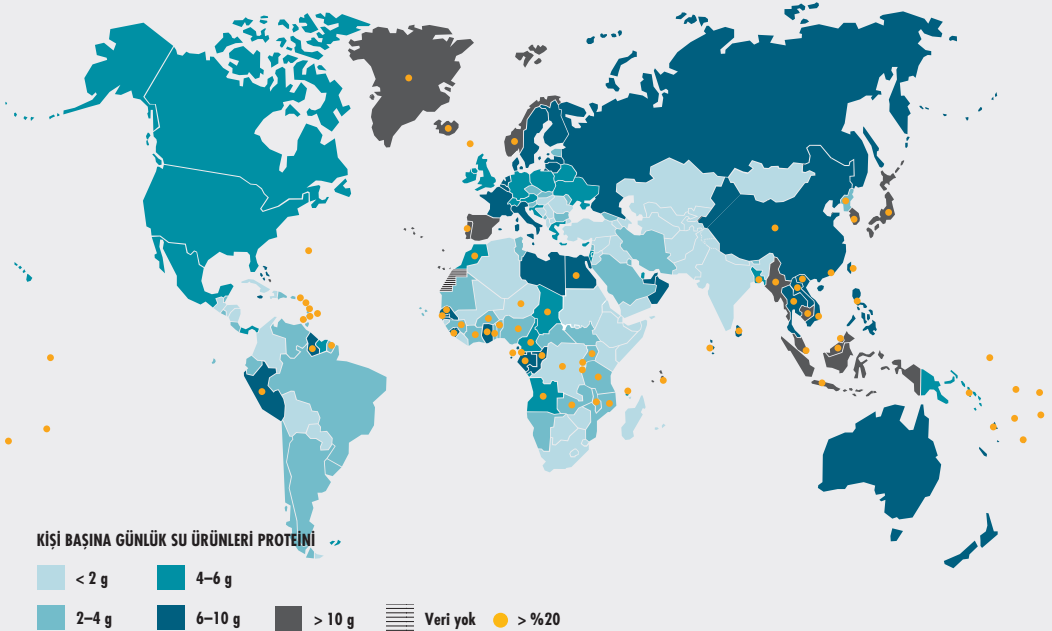 KİŞİ BAŞINA GÜNLÜK SU ÜRÜNLERİ PROTEİNİ
< 2 g
4–6 g
2–4 g
6–10 g
> 10 g
Veri yok
> %20